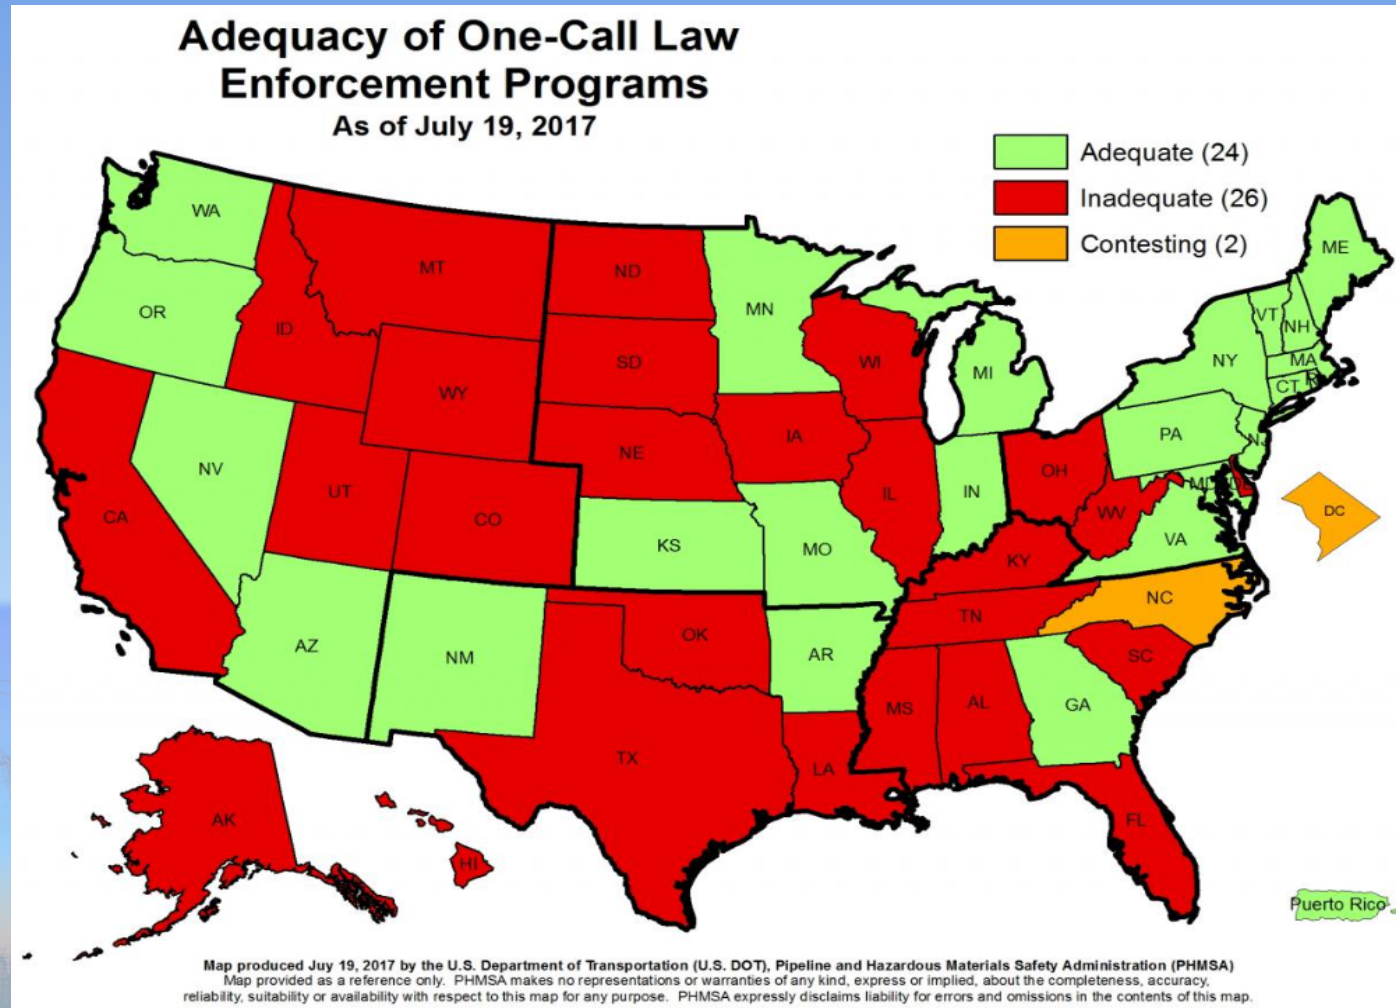 Adequacy of One-Call Law
Enforcement Programs
As of July 19, 2017
Adequate (24)
Inadequate (26)
Contesting (2)
WA
MT
ND
MN
ME
OR
ID
SD
WI
MI
VT
NH
NY
MA
CT
WY
IA
NE
PA
NV
UT
CO
IL
IN
OH
MD
CA
KS
MO
WV
VA
DC
KY
NC
AZ
NM
OK
AR
TN
SC
MS
AL
GA
TX
LA
FL
AK
HI
Puerto Rico
Map produced Juy 19, 2017 by the U.S. Department of Transportation (U.S. DOT), Pipeline and Hazardous Materials Safety Administration (PHMSA)
Map provided as a reference only. PHMSA makes no representations or warranties of any kind, express or implied, about the completeness, accuracy,
reliability, suitability or availability with respect to this map for any purpose. PHMSA expressly disclaims liability for errors and omissions in the contents of this map.